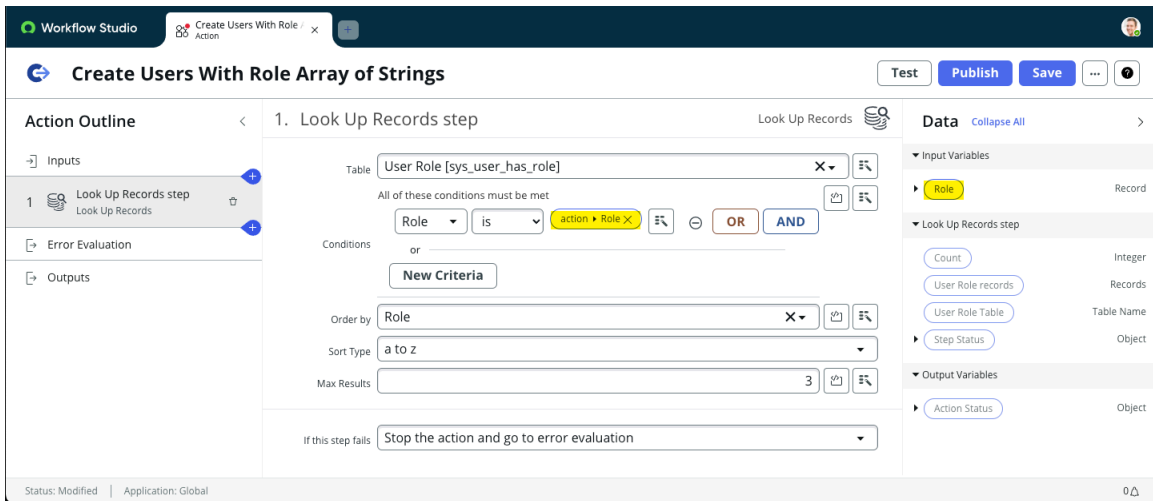 Workflow Studio
Create Users With Role
Action
Create Users With Role Array of Strings
Test
Publish
Save
Action Outline
Inputs
1
Look Up Records step
Look Up Records
Error Evaluation
Outputs
1. Look Up Records step
Look Up Records
Table
User Role [sys_user_has_role]
All of these conditions must be met
Conditions
Role
is
action ▸ Role
OR
AND
or
New Criteria
Order by
Role
Sort Type
a to z
Max Results
3
If this step fails
Stop the action and go to error evaluation
Data
Collapse All
Input Variables
Role
Record
Look Up Records step
Count
Integer
User Role records
Records
User Role Table
Table Name
Step Status
Object
Output Variables
Action Status
Object
Status: Modified | Application: Global
0